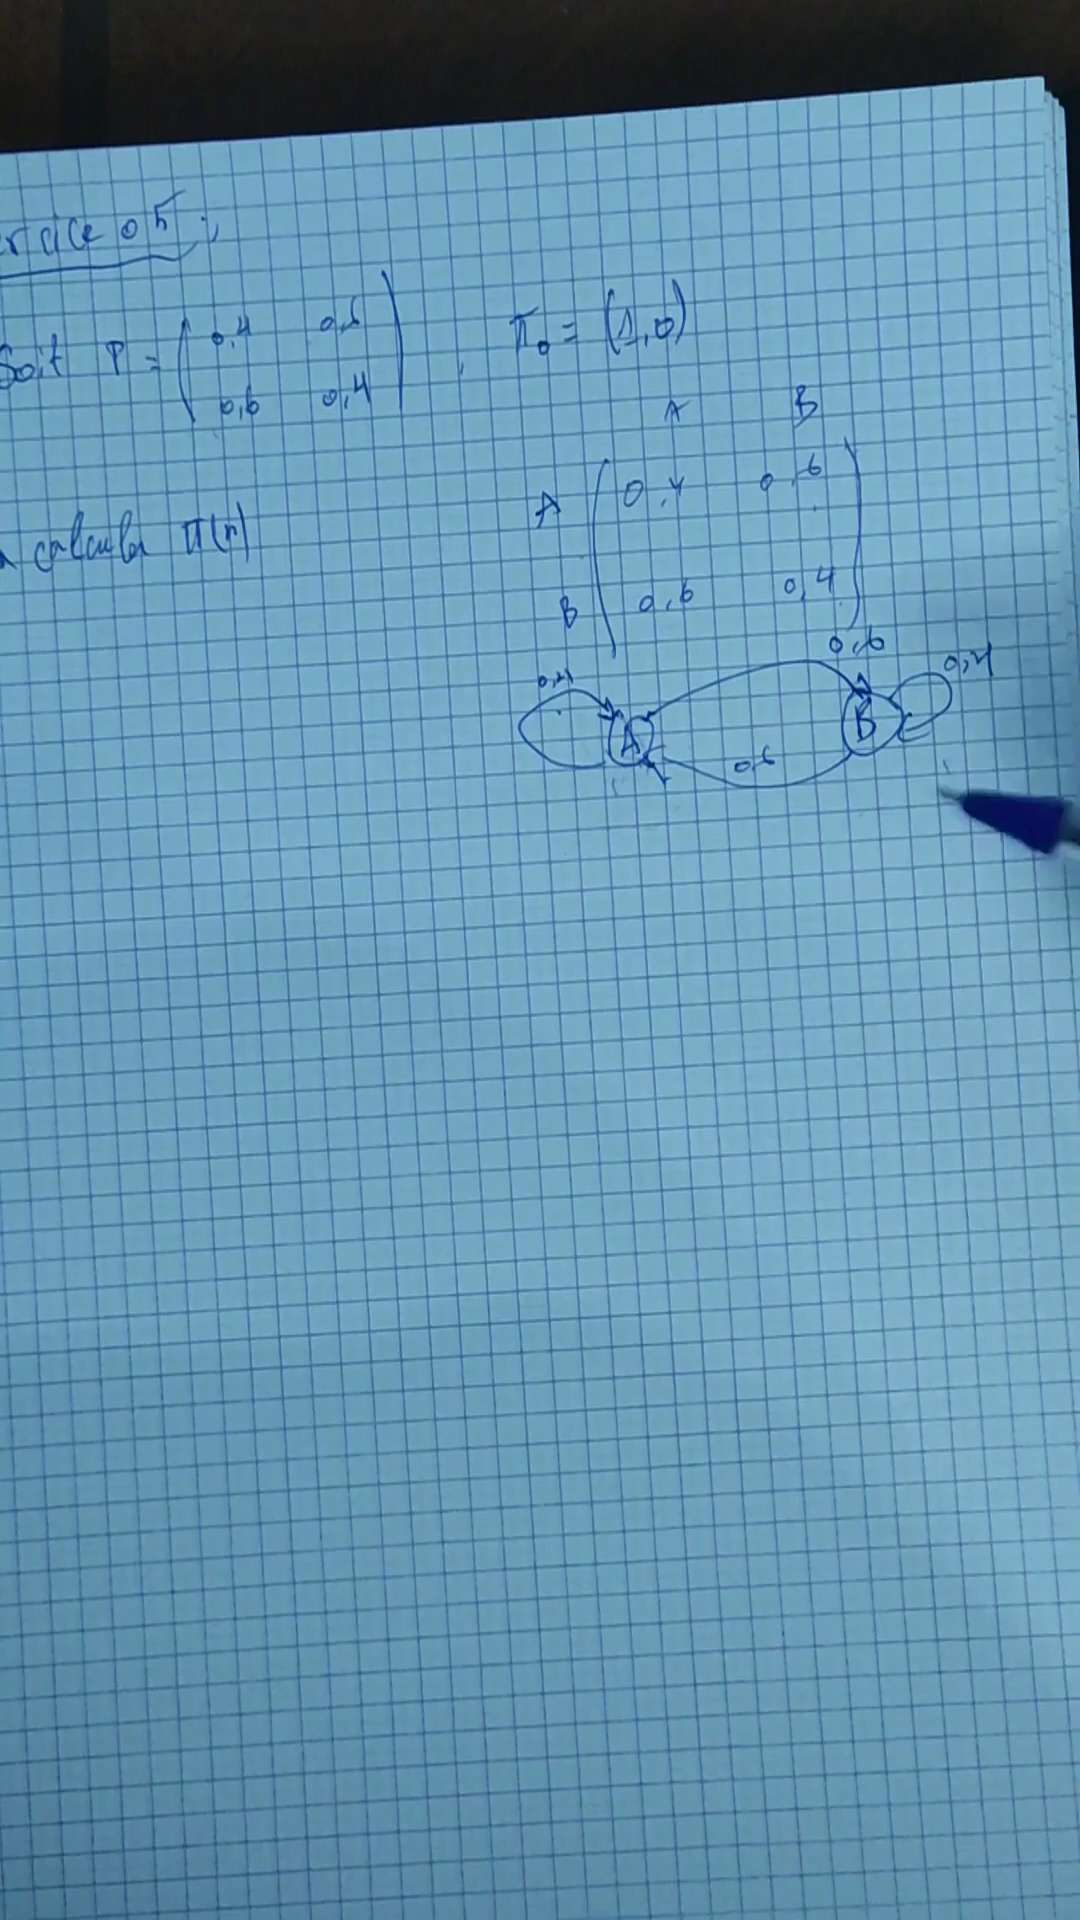 ercice 05 :
Soit P = ( 0,4 0,6
0,6 0,4 ) , π₀ = (1,0)
A B
A ( 0,4 0,6
B 0,6 0,4 )
calculer π(n)
0,6
0,4 0,4
A B
0,6